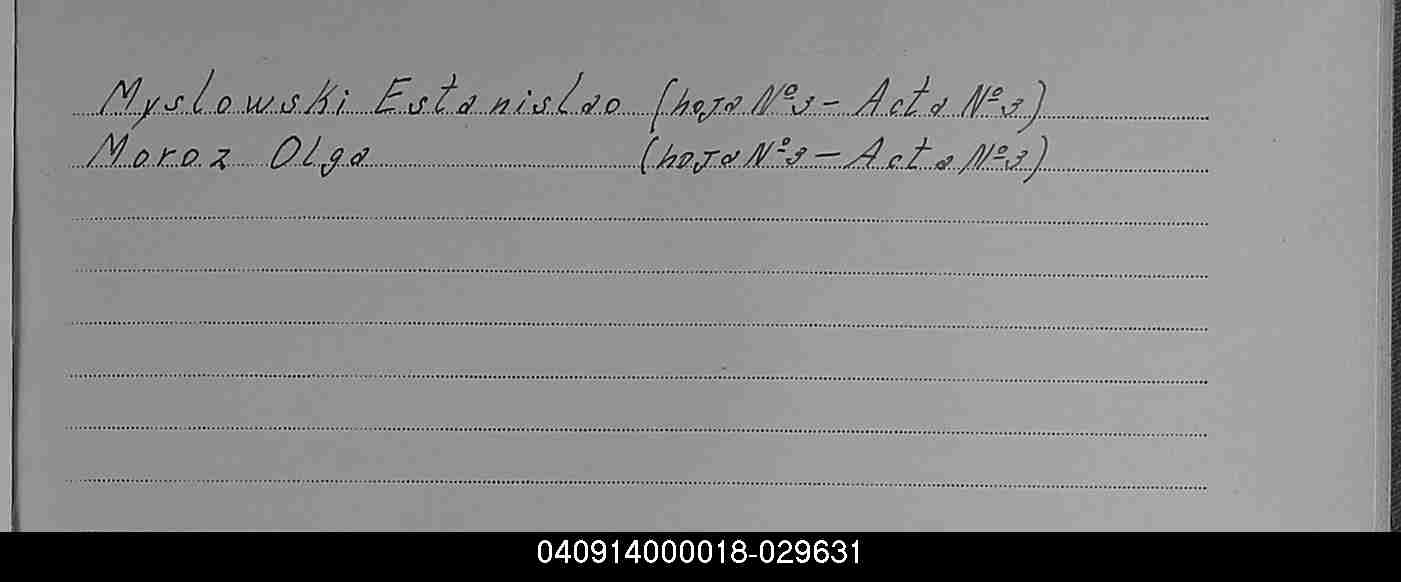 Myslowski Estanislao (hoja Nº3 - Acta Nº3)
Moroz Olga (hoja Nº3 - Acta Nº3)
040914000018-029631